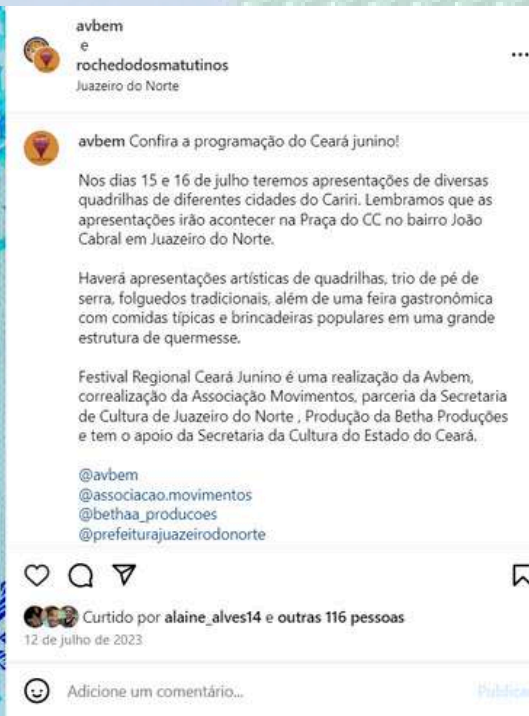 avbem
e
rochedodosmatutinos
Juazeiro do Norte
avbem Confira a programação do Ceará junino!
Nos dias 15 e 16 de julho teremos apresentações de diversas
quadrilhas de diferentes cidades do Cariri. Lembramos que as
apresentações irão acontecer na Praça do CC no bairro João
Cabral em Juazeiro do Norte.
Haverá apresentações artísticas de quadrilhas, trio de pé de
serra, folguedos tradicionais, além de uma feira gastronômica
com comidas típicas e brincadeiras populares em uma grande
estrutura de quermesse.
Festival Regional Ceará Junino é uma realização da Avbem,
correalização da Associação Movimentos, parceria da Secretaria
de Cultura de Juazeiro do Norte , Produção da Betha Produções
e tem o apoio da Secretaria da Cultura do Estado do Ceará.
@avbem
@associacao.movimentos
@bethaa_producoes
@prefeiturajuazeirodonorte
Curtido por alaine_alves14 e outras 116 pessoas
12 de julho de 2023
Adicione um comentário... Publicar